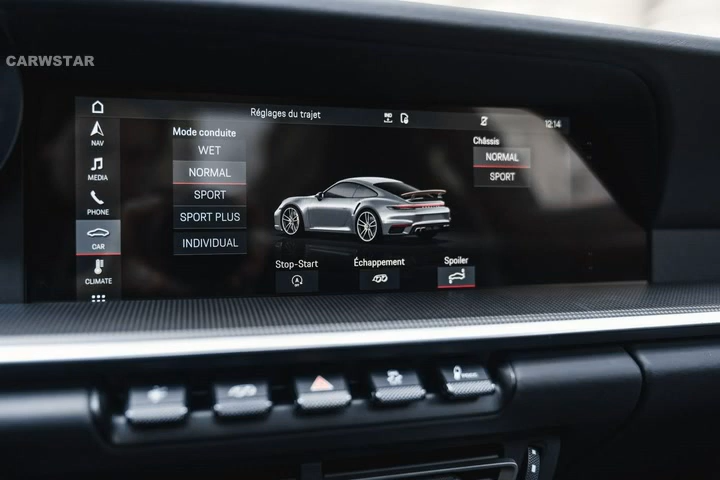 CARWSTAR
Réglages du trajet
12:14
NAV
MEDIA
PHONE
CAR
CLIMATE
Mode conduite
WET
NORMAL
SPORT
SPORT PLUS
INDIVIDUAL
Châssis
NORMAL
SPORT
Stop-Start
Échappement
Spoiler